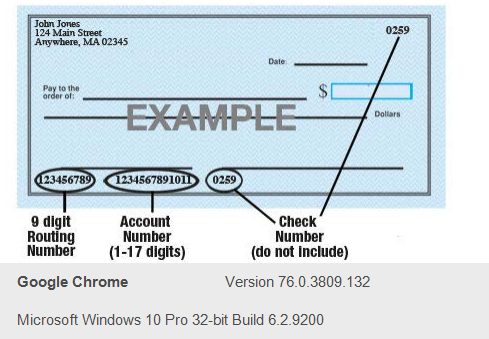 John Jones
124 Main Street
Anywhere, MA 02345
0259
Date
Pay to the
order of:
$
EXAMPLE
Dollars
123456789
1234567891011
0259
9 digit
Routing
Number
Account
Number
(1-17 digits)
Check
Number
(do not Include)
Google Chrome Version 76.0.3809.132
Microsoft Windows 10 Pro 32-bit Build 6.2.9200